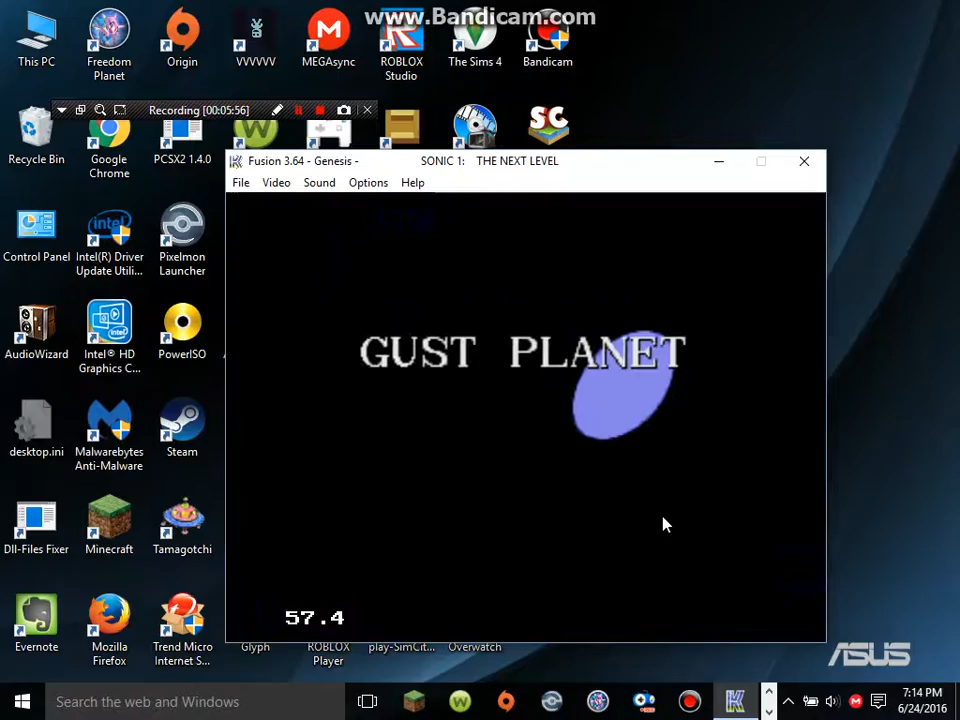 www.Bandicam.com
This PC
Freedom
Planet
Origin
VVVVVV
MEGAsync
ROBLOX
Studio
The Sims 4
Bandicam
Recording [00:05:56]
Recycle Bin
Google
Chrome
PCSX2 1.4.0
SC
Fusion 3.64 - Genesis -
SONIC 1: THE NEXT LEVEL
File
Video
Sound
Options
Help
Control Panel
Intel(R) Driver
Update Utili...
Pixelmon
Launcher
AudioWizard
Intel® HD
Graphics C...
PowerISO
GUST PLANET
desktop.ini
Malwarebytes
Anti-Malware
Steam
Dll-Files Fixer
Minecraft
Tamagotchi
57.4
Evernote
Mozilla
Firefox
Trend Micro
Internet S...
Glyph
ROBLOX
Player
play-SimCit...
Overwatch
ASUS
Search the web and Windows
7:14 PM
6/24/2016